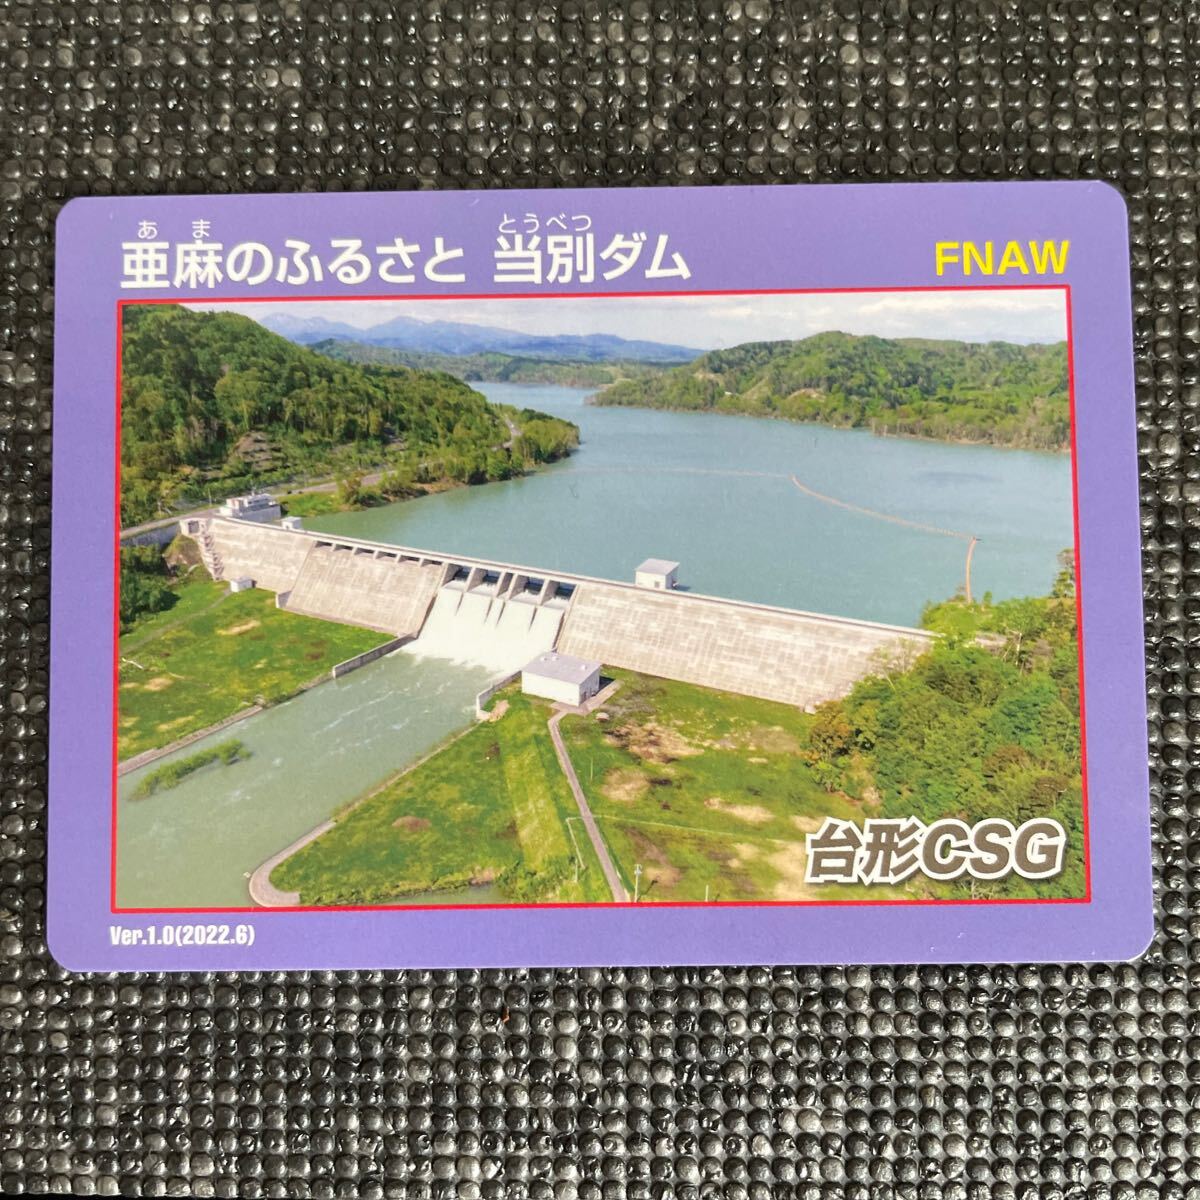 あま とうべつ
亜麻のふるさと 当別ダム FNAW
台形CSG
Ver.1.0(2022.6)